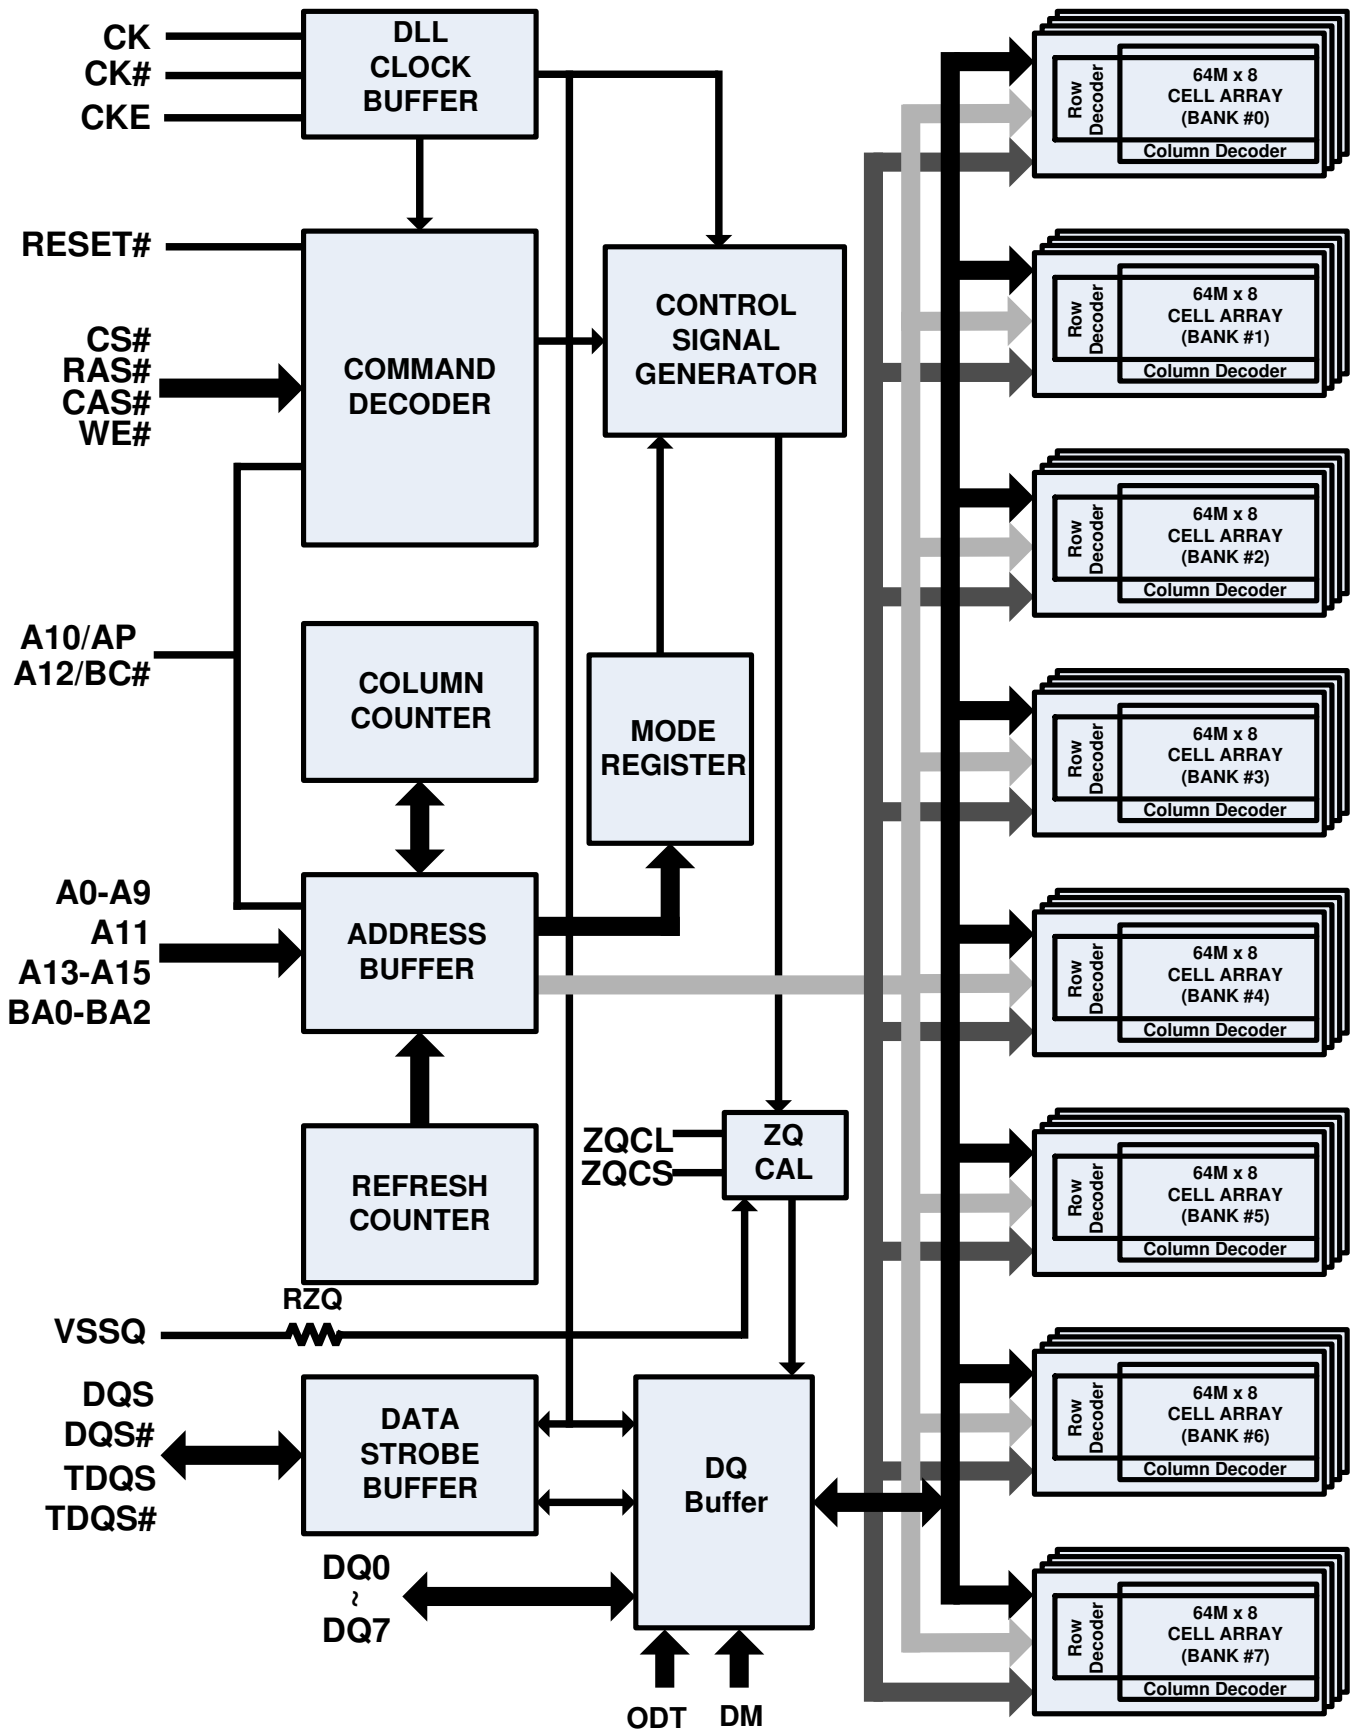 CK
CK#
CKE
DLL
CLOCK
BUFFER
RESET#
CS#
RAS#
CAS#
WE#
COMMAND
DECODER
CONTROL
SIGNAL
GENERATOR
A10/AP
A12/BC#
COLUMN
COUNTER
MODE
REGISTER
A0-A9
A11
A13-A15
BA0-BA2
ADDRESS
BUFFER
REFRESH
COUNTER
ZQCL
ZQCS
ZQ
CAL
RZQ
VSSQ
DQS
DQS#
TDQS
TDQS#
DATA
STROBE
BUFFER
DQ
Buffer
DQ0
~
DQ7
ODT
DM
Row
Decoder
64M x 8
CELL ARRAY
(BANK #0)
Column Decoder
Row
Decoder
64M x 8
CELL ARRAY
(BANK #1)
Column Decoder
Row
Decoder
64M x 8
CELL ARRAY
(BANK #2)
Column Decoder
Row
Decoder
64M x 8
CELL ARRAY
(BANK #3)
Column Decoder
Row
Decoder
64M x 8
CELL ARRAY
(BANK #4)
Column Decoder
Row
Decoder
64M x 8
CELL ARRAY
(BANK #5)
Column Decoder
Row
Decoder
64M x 8
CELL ARRAY
(BANK #6)
Column Decoder
Row
Decoder
64M x 8
CELL ARRAY
(BANK #7)
Column Decoder